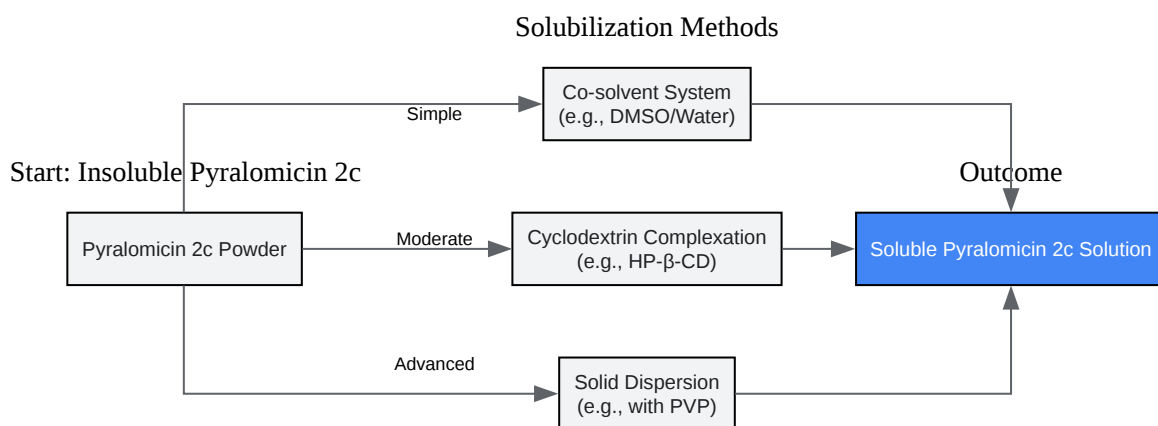 Solubilization Methods
Co-solvent System
(e.g., DMSO/Water)
Simple
Start: Insoluble Pyralomicin 2c
Outcome
Pyralomicin 2c Powder
Moderate
Cyclodextrin Complexation
(e.g., HP-β-CD)
Soluble Pyralomicin 2c Solution
Advanced
Solid Dispersion
(e.g., with PVP)